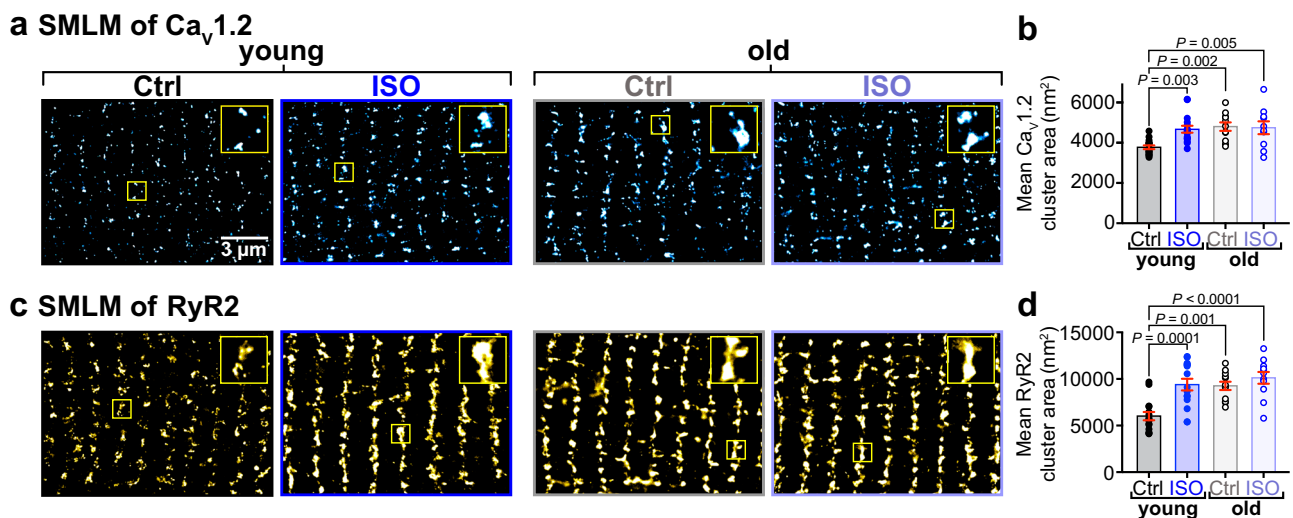 a SMLM of Caᵥ1.2
young
old
Ctrl
ISO
Ctrl
ISO
3 µm
b
P = 0.005
P = 0.002
P = 0.003
Mean Caᵥ1.2
cluster area (nm²)
6000
4000
2000
0
Ctrl ISO Ctrl ISO
young old
c SMLM of RyR2
d
P < 0.0001
P = 0.001
P = 0.0001
Mean RyR2
cluster area (nm²)
15000
10000
5000
0
Ctrl ISO Ctrl ISO
young old